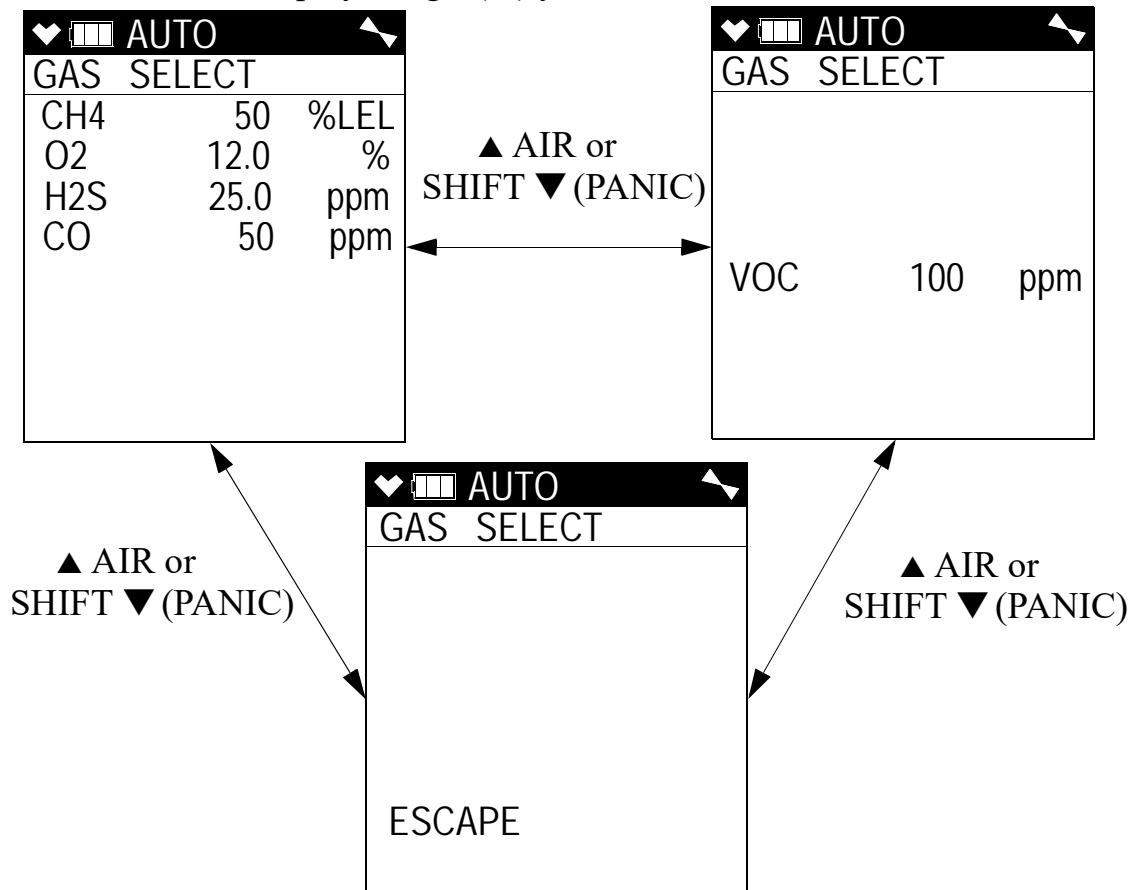 AUTO
GAS SELECT
CH4 50 %LEL
O2 12.0 %
H2S 25.0 ppm
CO 50 ppm
▲ AIR or
SHIFT ▼ (PANIC)
AUTO
GAS SELECT
VOC 100 ppm
▲ AIR or
SHIFT ▼ (PANIC)
AUTO
GAS SELECT
ESCAPE
▲ AIR or
SHIFT ▼ (PANIC)